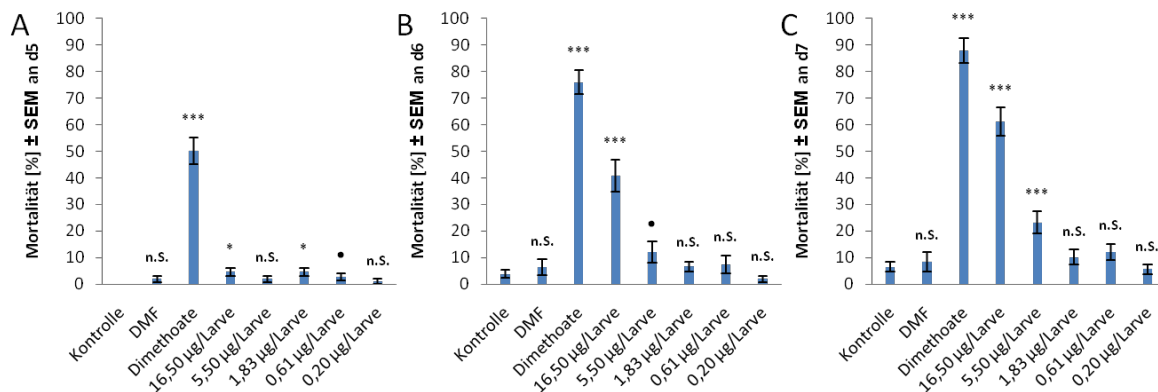 A
Mortalität [%] ± SEM an d5
100
90
80
70
60
50
40
30
20
10
0
n.S.
***
*
n.S.
*
•
n.S.
Kontrolle
DMF
Dimethoate
16,50 µg/Larve
5,50 µg/Larve
1,83 µg/Larve
0,61 µg/Larve
0,20 µg/Larve
B
Mortalität [%] ± SEM an d6
100
90
80
70
60
50
40
30
20
10
0
n.S.
***
***
•
n.S.
n.S.
n.S.
Kontrolle
DMF
Dimethoate
16,50 µg/Larve
5,50 µg/Larve
1,83 µg/Larve
0,61 µg/Larve
0,20 µg/Larve
C
Mortalität [%] ± SEM an d7
100
90
80
70
60
50
40
30
20
10
0
n.S.
***
***
***
n.S.
n.S.
n.S.
Kontrolle
DMF
Dimethoate
16,50 µg/Larve
5,50 µg/Larve
1,83 µg/Larve
0,61 µg/Larve
0,20 µg/Larve